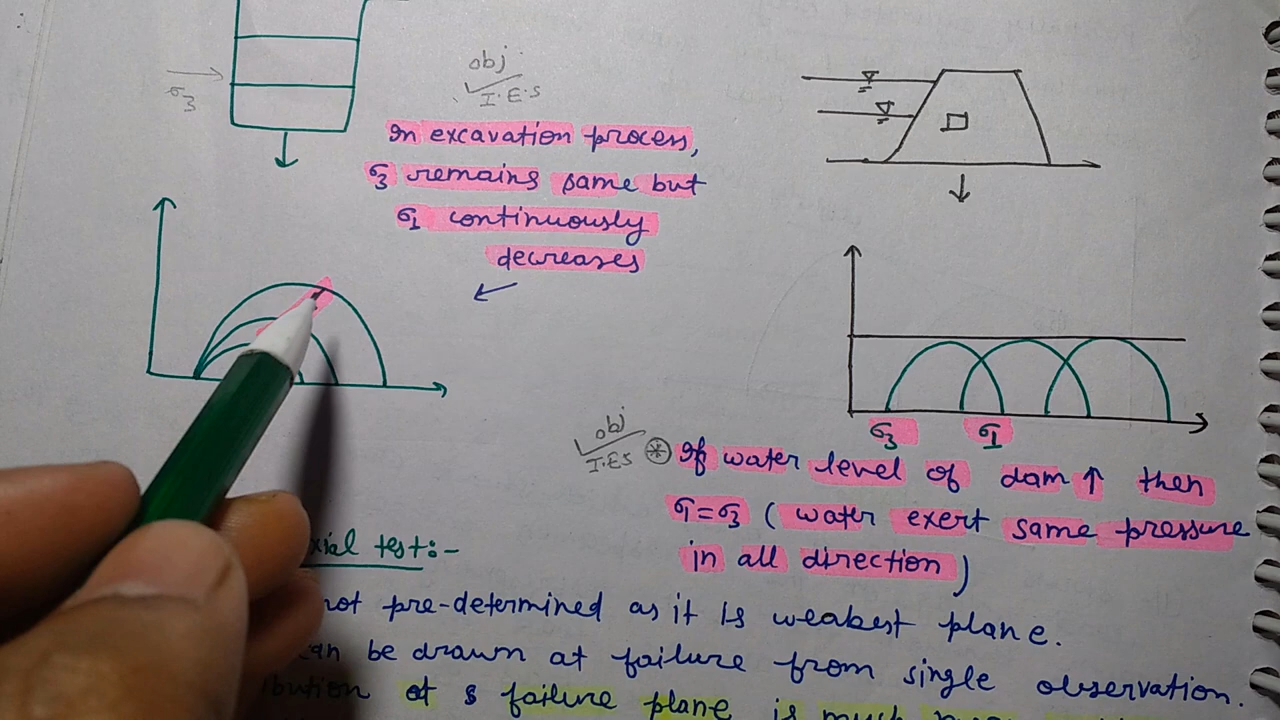 σ3
obj
I.E.S
In excavation process,
σ3 remains same but
σ1 continuously
decreases
σ3 σ1
obj
I.E.S
If water level of dam ↑ then
σ1=σ3 (water exert same pressure
in all direction)
xial test:-
not pre-determined as it is weakest plane.
can be drawn at failure from single observation.
bution of s failure plane is much